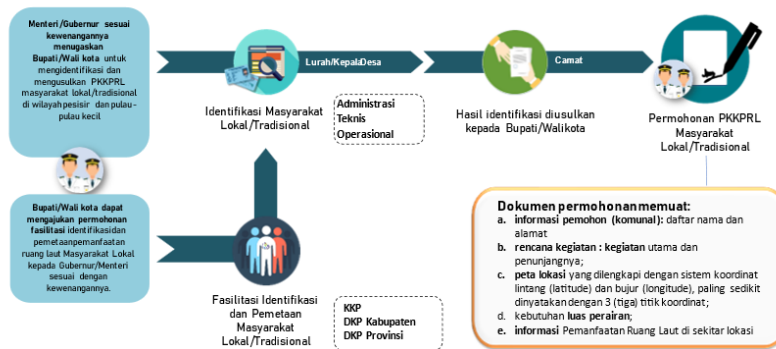 Menteri/Gubernur sesuai
kewenangannya
menugaskan
Bupati/Wali kota untuk
mengidentifikasi dan
mengusulkan PKKPRL
masyarakat lokal/tradisional
di wilayah pesisir dan pulau-
pulau kecil
Bupati/Wali kota dapat
mengajukan permohonan
fasilitasi identifikasi dan
pemetaan pemanfaatan
ruang laut Masyarakat Lokal
kepada Gubernur/Menteri
sesuai dengan
kewenangannya.
Lurah/Kepala Desa
Identifikasi Masyarakat
Lokal/Tradisional
Administrasi
Teknis
Operasional
Fasilitasi Identifikasi
dan Pemetaan
Masyarakat
Lokal/Tradisional
KKP
DKP Kabupaten
DKP Provinsi
Camat
Hasil identifikasi diusulkan
kepada Bupati/Walikota
Permohonan PKKPRL
Masyarakat
Lokal/Tradisional
Dokumen permohonan memuat:
a. informasi pemohon (komunal): daftar nama dan
alamat
b. rencana kegiatan : kegiatan utama dan
penunjangnya;
c. peta lokasi yang dilengkapi dengan sistem koordinat
lintang (latitude) dan bujur (longitude), paling sedikit
dinyatakan dengan 3 (tiga) titik koordinat;
d. kebutuhan luas perairan;
e. informasi Pemanfaatan Ruang Laut di sekitar lokasi